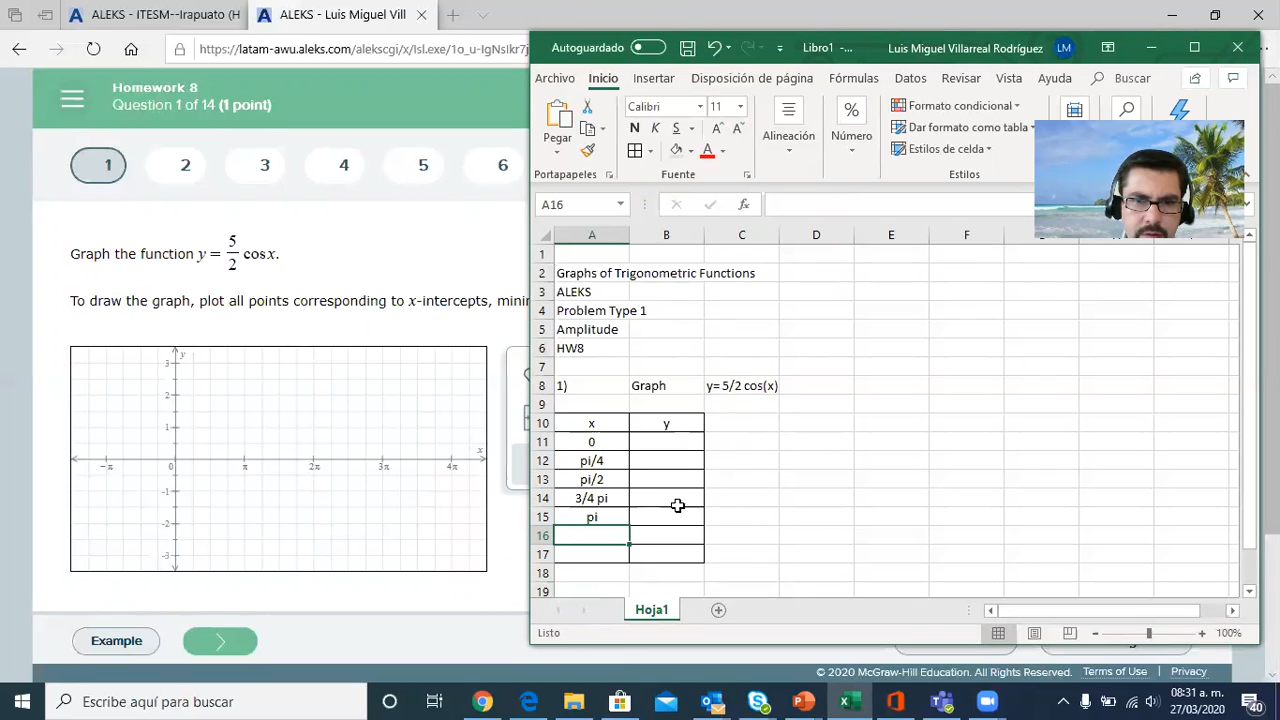 ALEKS - ITESM--Irapuato (H
ALEKS - Luis Miguel Vill
https://latam-awu.aleks.com/alekscgi/x/Isl.exe/1o_u-IgNsIkr7j
Homework 8
Question 1 of 14 (1 point)
1 2 3 4 5 6
Graph the function y = 5/2 cosx.
To draw the graph, plot all points corresponding to x-intercepts,
y
3
2
1
-π 0 π 2π 3π 4π x
-1
-2
-3
Example
Autoguardado
Libro1 -...
Luis Miguel Villarreal Rodríguez LM
Archivo Inicio Insertar Disposición de página Fórmulas Datos Revisar Vista Ayuda Buscar
Pegar
Portapapeles
Calibri 11
N K S A A
A
Fuente
Alineación
%
Número
Formato condicional
Dar formato como tabla
Estilos de celda
Estilos
A16 fx
A B C D E F G
1
2 Graphs of Trigonometric Functions
3 ALEKS
4 Problem Type 1
5 Amplitude
6 HW8
7
8 1) Graph y= 5/2 cos(x)
9
10 x y
11 0
12 pi/4
13 pi/2
14 3/4 pi
15 pi
16
17
18
19
Hoja1
Listo 100%
© 2020 McGraw-Hill Education. All Rights Reserved. Terms of Use Privacy
Escribe aquí para buscar
08:31 a. m.
27/03/2020
40